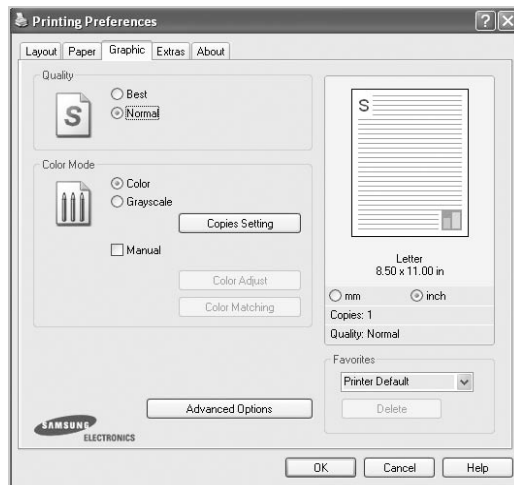 Printing Preferences
Layout Paper Graphic Extras About
Quality
S
Best
Normal
Color Mode
Color
Grayscale
Copies Setting
Manual
Color Adjust
Color Matching
Advanced Options
SAMSUNG
ELECTRONICS
S
Letter
8.50 x 11.00 in
mm inch
Copies: 1
Quality: Normal
Favorites
Printer Default
Delete
OK Cancel Help